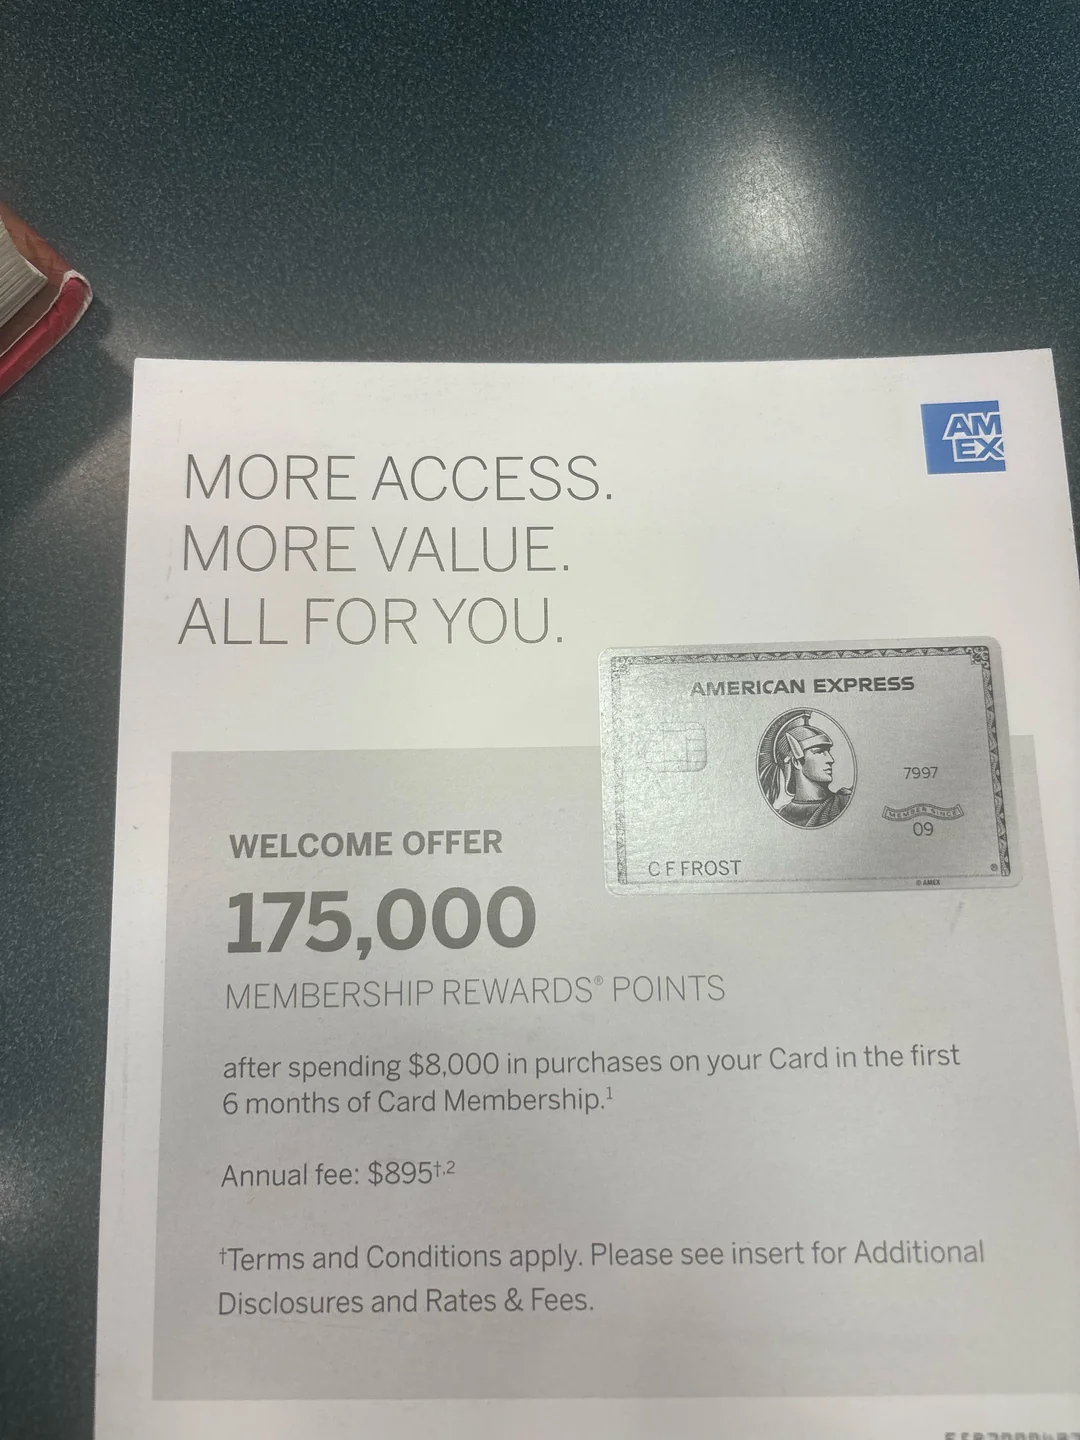 AM
EX
MORE ACCESS.
MORE VALUE.
ALL FOR YOU.
AMERICAN EXPRESS
7997
MEMBER SINCE
09
C F FROST
® 
© AMEX
WELCOME OFFER
175,000
MEMBERSHIP REWARDS® POINTS
after spending $8,000 in purchases on your Card in the first
6 months of Card Membership.¹
Annual fee: $895†,²
†Terms and Conditions apply. Please see insert for Additional
Disclosures and Rates & Fees.